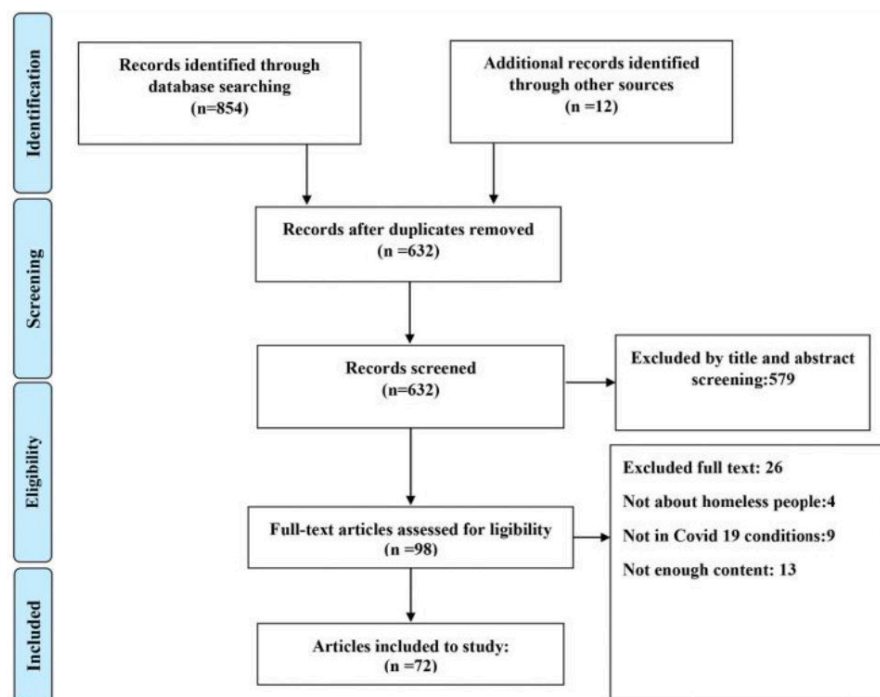 Identification
Records identified through
database searching
(n=854)
Additional records identified
through other sources
(n =12)
Screening
Records after duplicates removed
(n =632)
Records screened
(n=632)
Excluded by title and abstract
screening:579
Eligibility
Full-text articles assessed for ligibility
(n =98)
Excluded full text: 26
Not about homeless people:4
Not in Covid 19 conditions:9
Not enough content: 13
Included
Articles included to study:
(n =72)